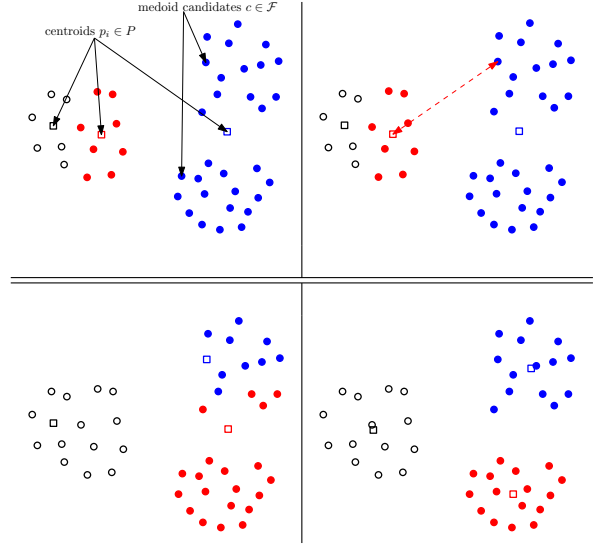 medoid candidates c ∈ ℱ
centroids pᵢ ∈ P